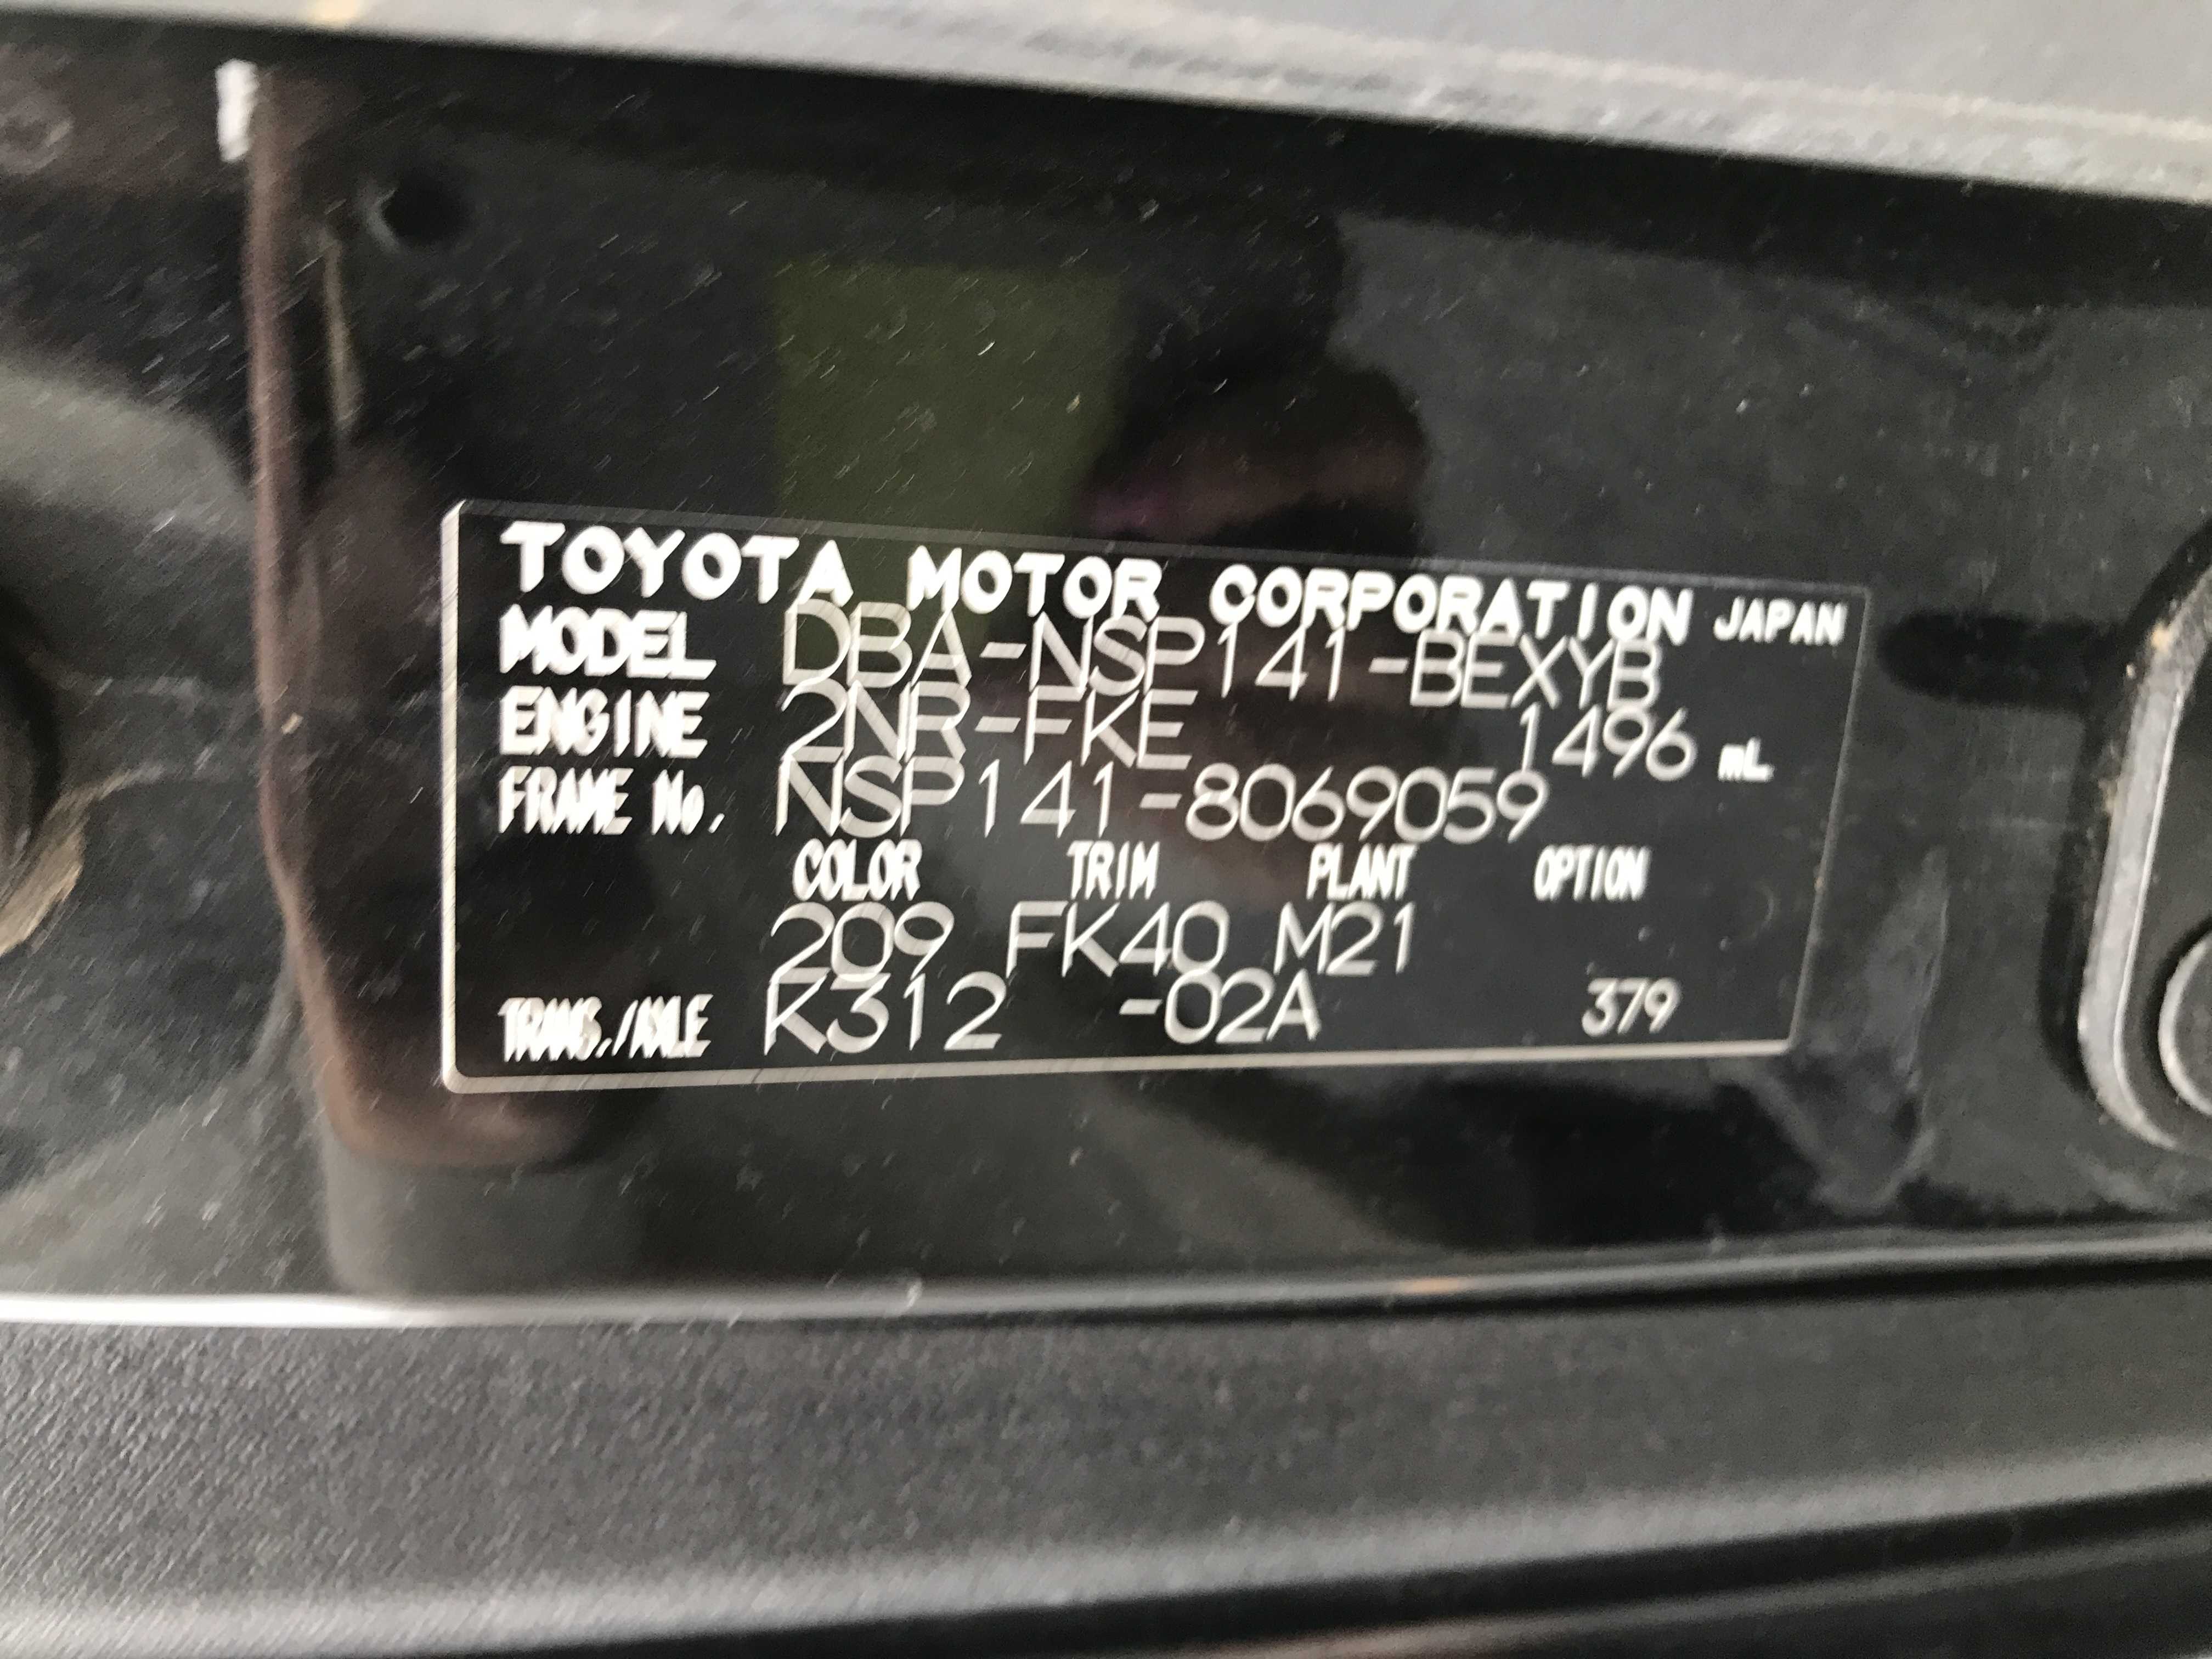 TOYOTA MOTOR CORPORATION JAPAN
MODEL DBA-NSP141-BEXYB
ENGINE 2NR-FKE 1496 mL
FRAME No. NSP141-8069059
COLOR TRIM PLANT OPTION
209 FK40 M21
TRANS./AXLE K312 -02A 379